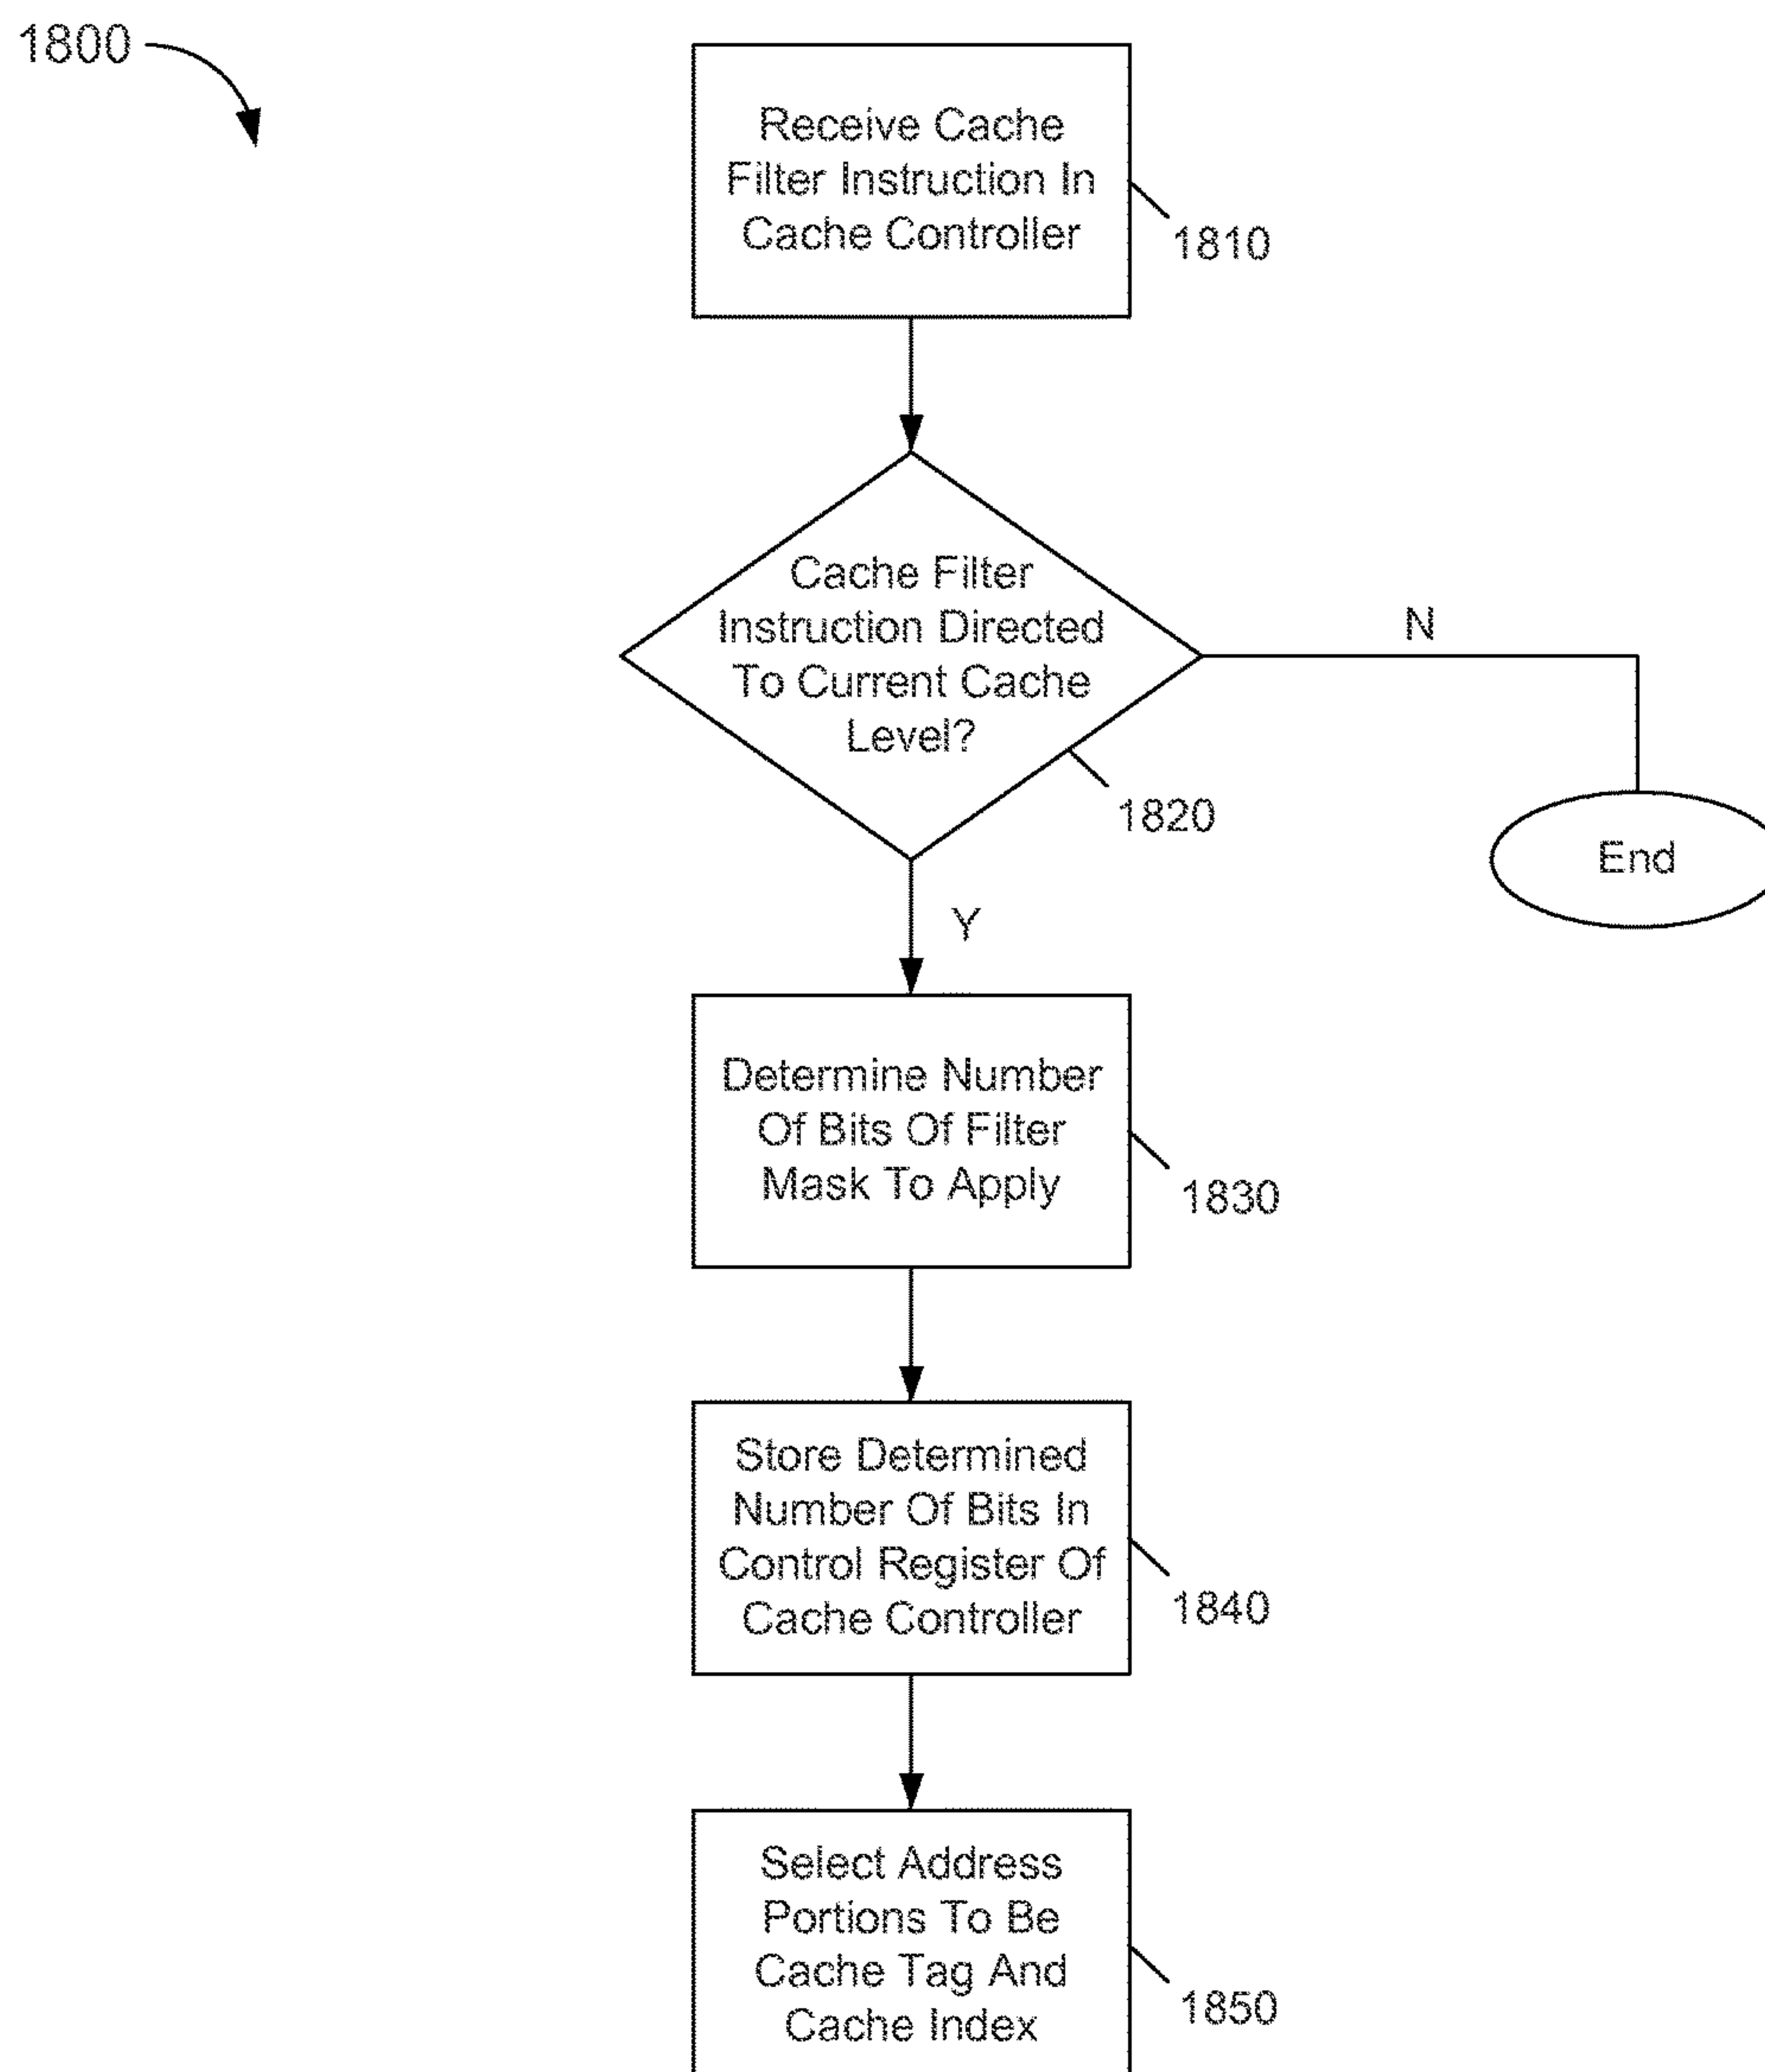 1800
Receive Cache
Filter Instruction In
Cache Controller
1810
Cache Filter
Instruction Directed
To Current Cache
Level?
N
1820
End
Y
Determine Number
Of Bits Of Filter
Mask To Apply
1830
Store Determined
Number Of Bits In
Control Register Of
Cache Controller
1840
Select Address
Portions To Be
Cache Tag And
Cache Index
1850